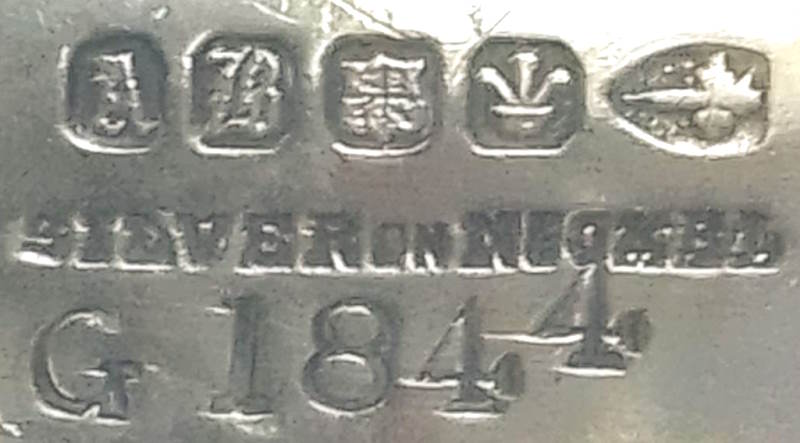 A B
SILVER ON NICKEL
G 1844